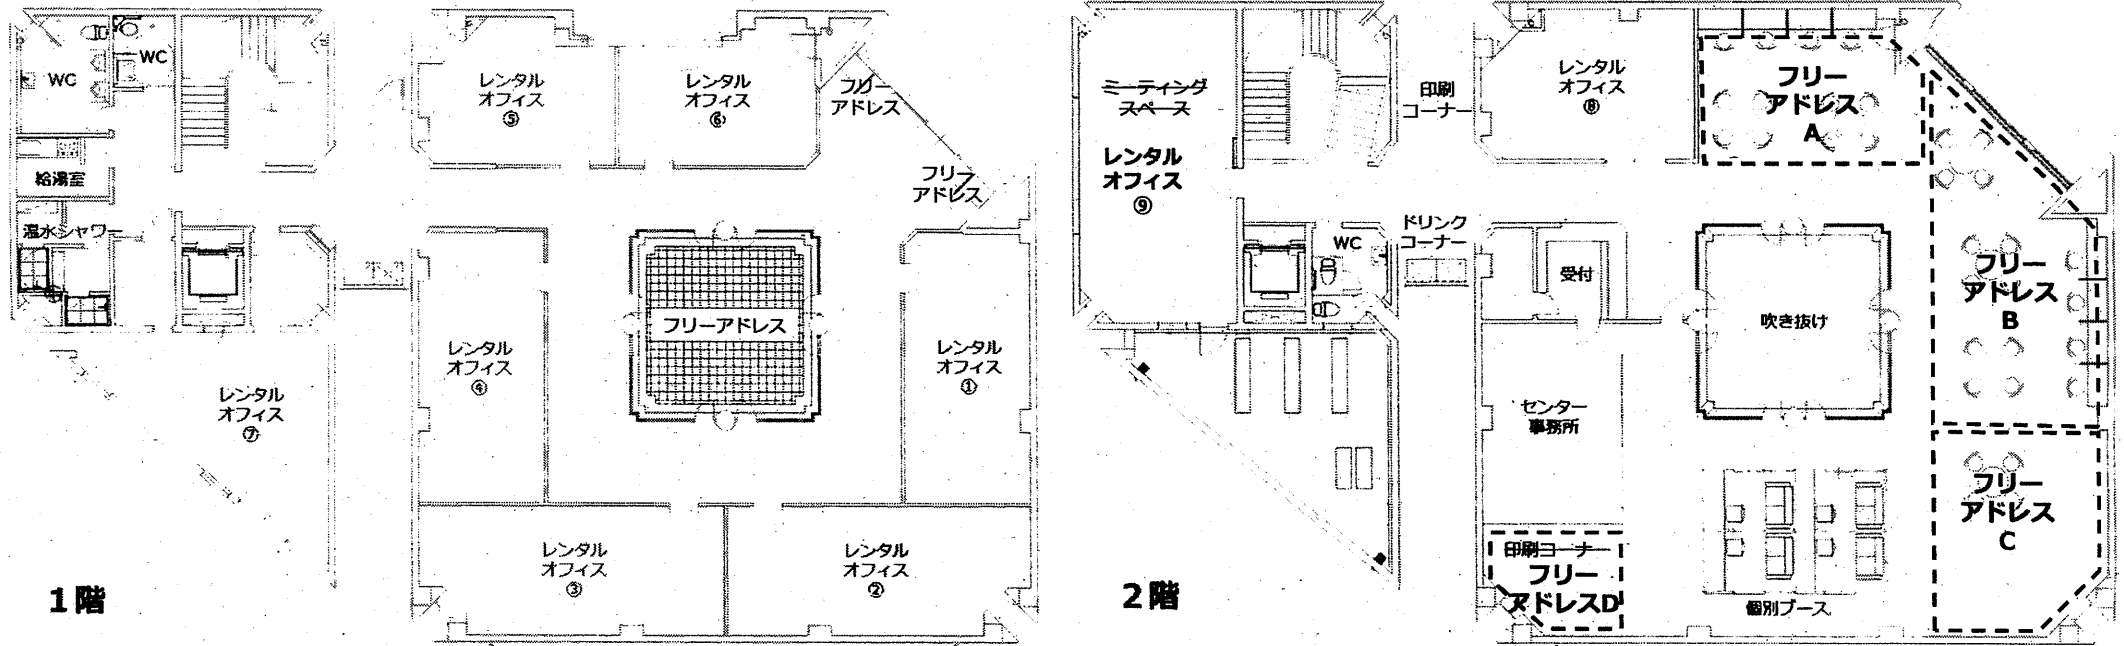 WC
WC
給湯室
温水シャワー
レンタル
オフィス
⑤
レンタル
オフィス
⑥
フリー
アドレス
フリー
アドレス
フリーアドレス
レンタル
オフィス
④
レンタル
オフィス
①
レンタル
オフィス
⑦
レンタル
オフィス
③
レンタル
オフィス
②
1階
ミーティング
スペース
レンタル
オフィス
⑨
印刷
コーナー
レンタル
オフィス
⑧
フリー
アドレス
A
WC
ドリンク
コーナー
受付
吹き抜け
フリー
アドレス
B
センター
事務所
フリー
アドレス
C
印刷コーナー
フリー
アドレスD
個別ブース
2階